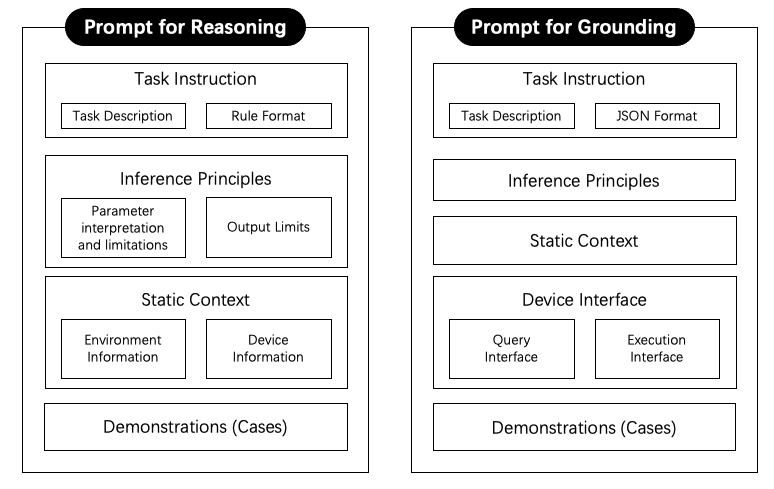 Prompt for Reasoning
Task Instruction
Task Description
Rule Format
Inference Principles
Parameter
interpretation
and limitations
Output Limits
Static Context
Environment
Information
Device
Information
Demonstrations (Cases)
Prompt for Grounding
Task Instruction
Task Description
JSON Format
Inference Principles
Static Context
Device Interface
Query
Interface
Execution
Interface
Demonstrations (Cases)